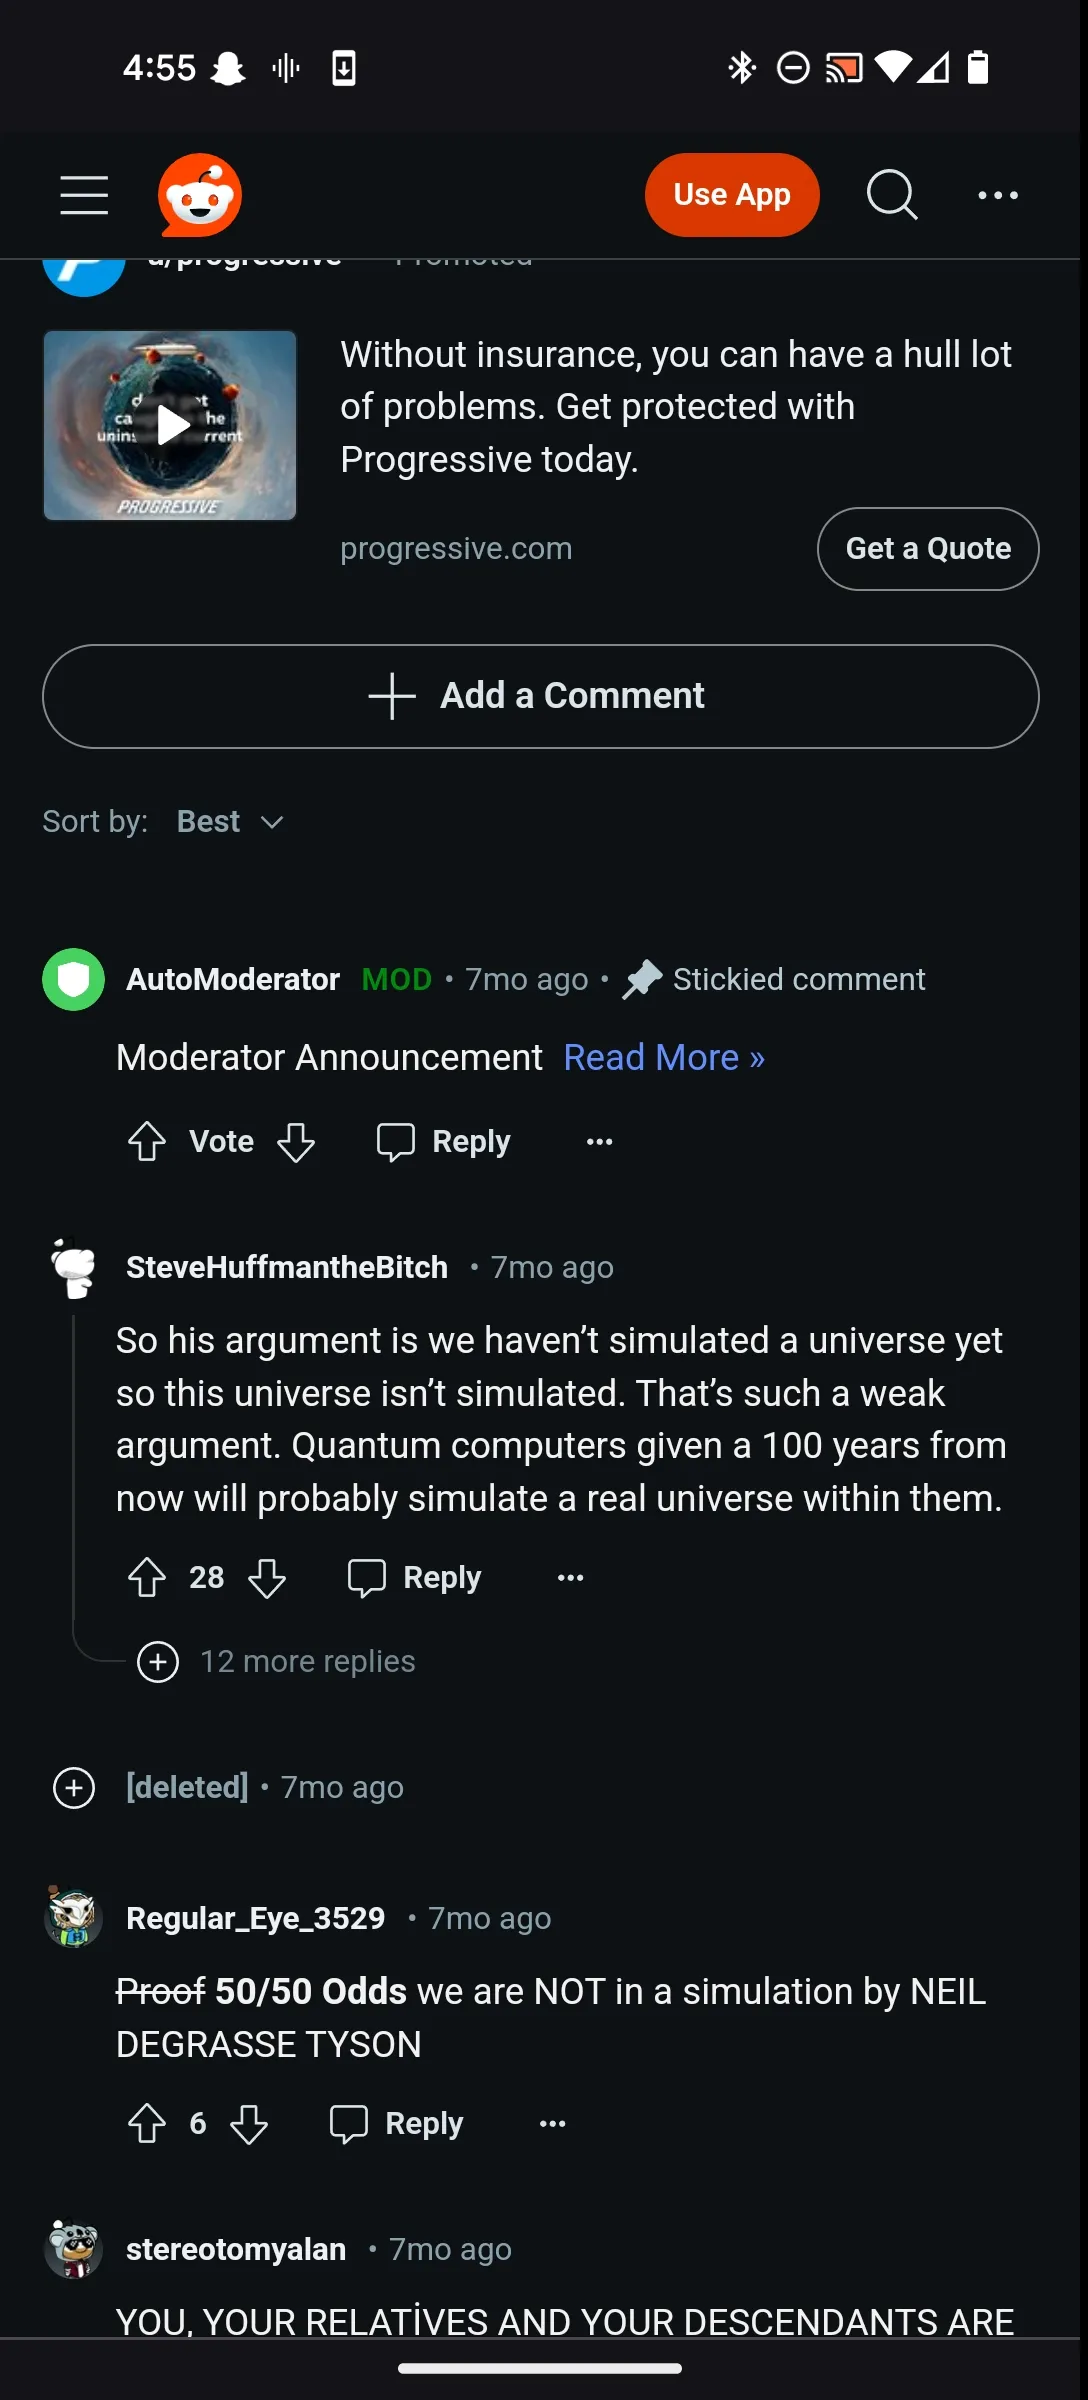 4:55
Use App
u/progressive Promoted
Without insurance, you can have a hull lot
of problems. Get protected with
Progressive today.
PROGRESSIVE
progressive.com
Get a Quote
Add a Comment
Sort by: Best
AutoModerator MOD • 7mo ago • Stickied comment
Moderator Announcement Read More »
Vote Reply
SteveHuffmantheBitch • 7mo ago
So his argument is we haven’t simulated a universe yet
so this universe isn’t simulated. That’s such a weak
argument. Quantum computers given a 100 years from
now will probably simulate a real universe within them.
28 Reply
12 more replies
[deleted] • 7mo ago
Regular_Eye_3529 • 7mo ago
Proof 50/50 Odds we are NOT in a simulation by NEIL
DEGRASSE TYSON
6 Reply
stereotomyalan • 7mo ago
YOU, YOUR RELATİVES AND YOUR DESCENDANTS ARE